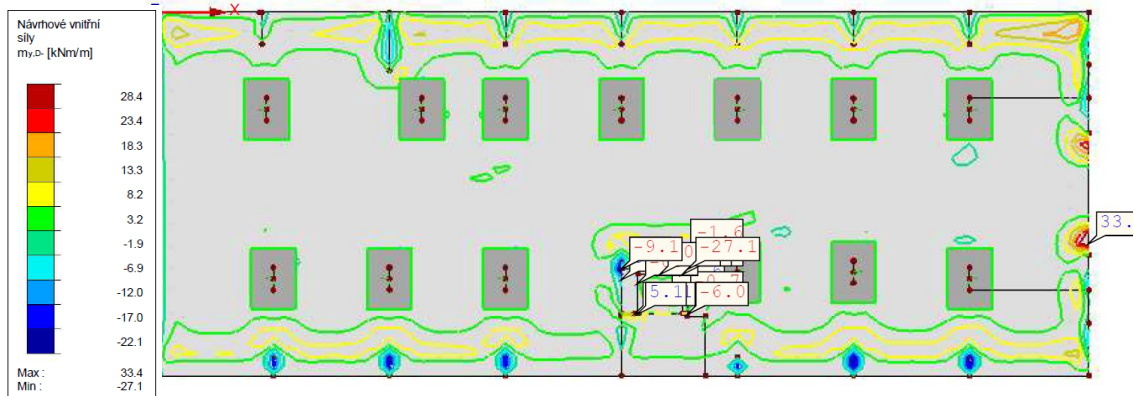 Návrhové vnitřní
síly
my,D- [kNm/m]
28.4
23.4
18.3
13.3
8.2
3.2
-1.9
-6.9
-12.0
-17.0
-22.1
Max : 33.4
Min : -27.1
X
-1.6
-9.1
-27.1
33.
5.11
-6.0